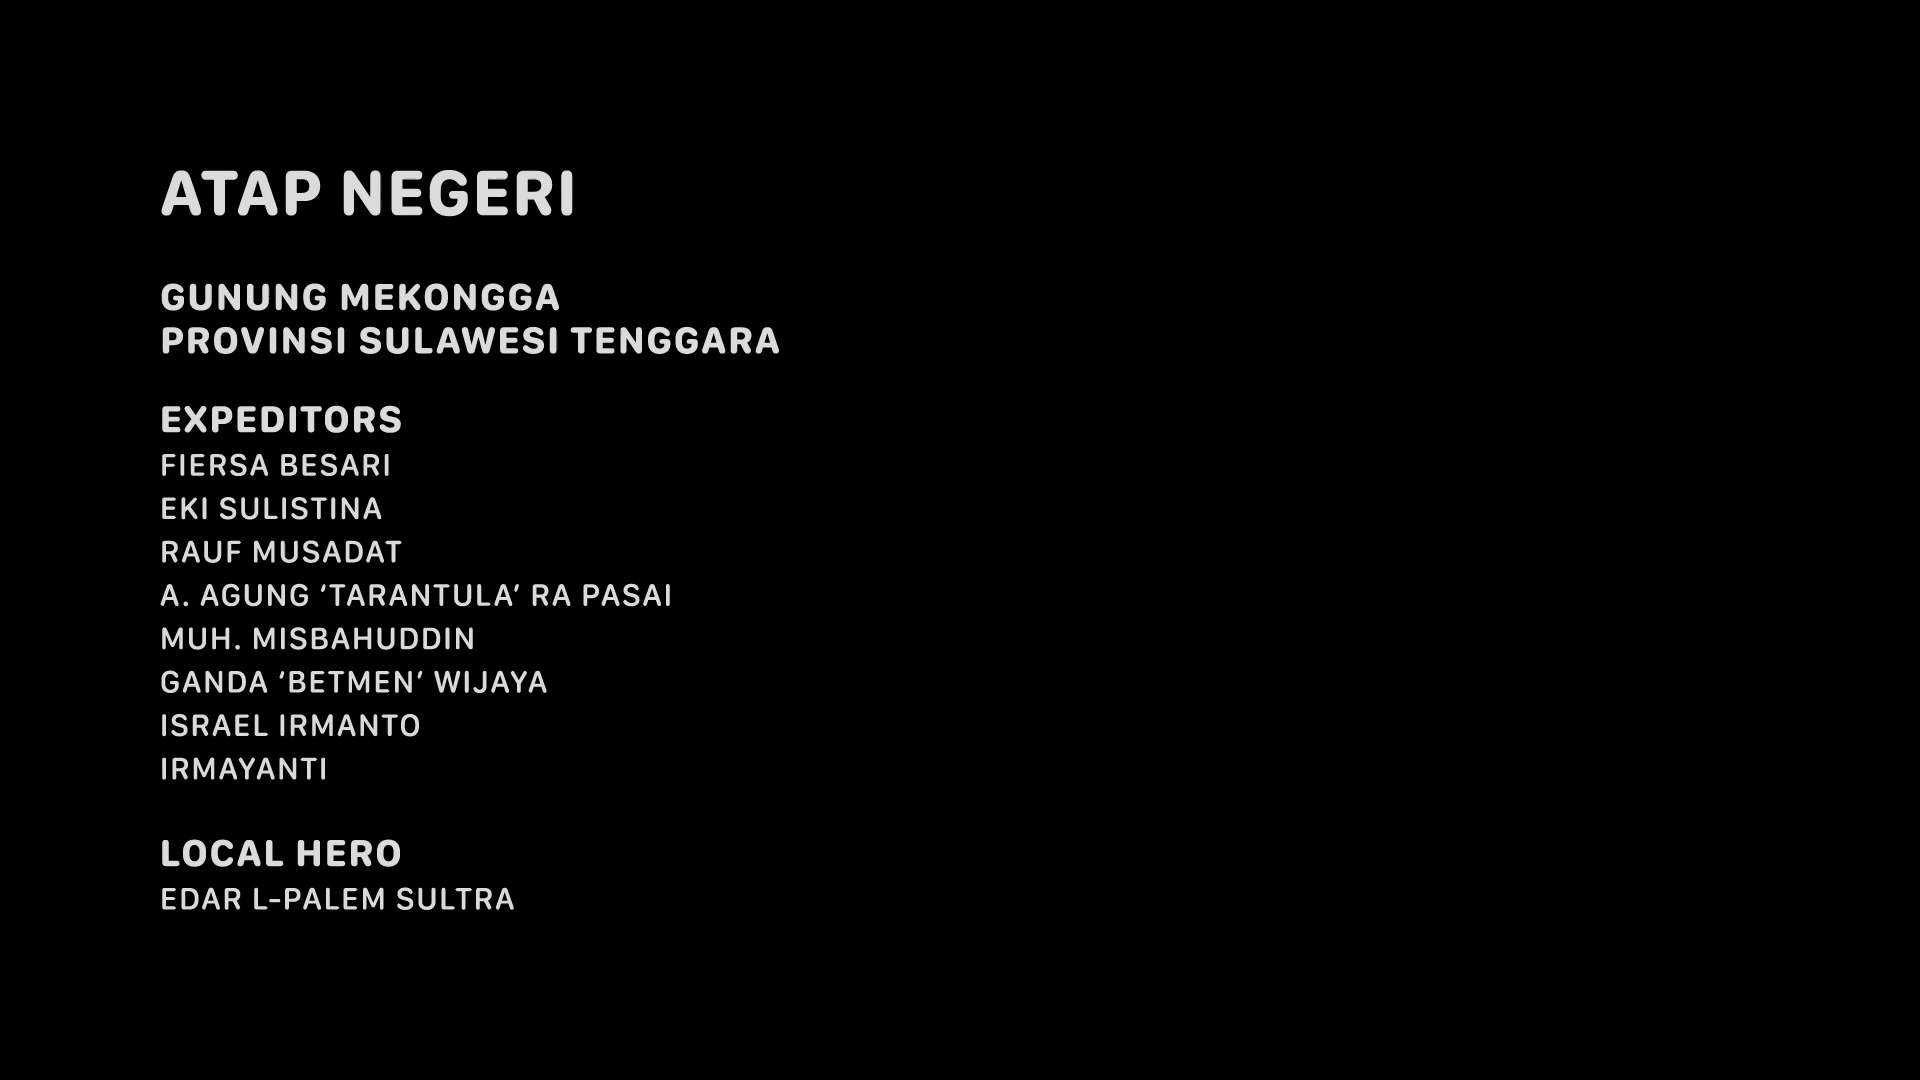 ATAP NEGERI
GUNUNG MEKONGGA
PROVINSI SULAWESI TENGGARA
EXPEDITORS
FIERSA BESARI
EKI SULISTINA
RAUF MUSADAT
A. AGUNG ‘TARANTULA’ RA PASAI
MUH. MISBAHUDDIN
GANDA ‘BETMEN’ WIJAYA
ISRAEL IRMANTO
IRMAYANTI
LOCAL HERO
EDAR L-PALEM SULTRA